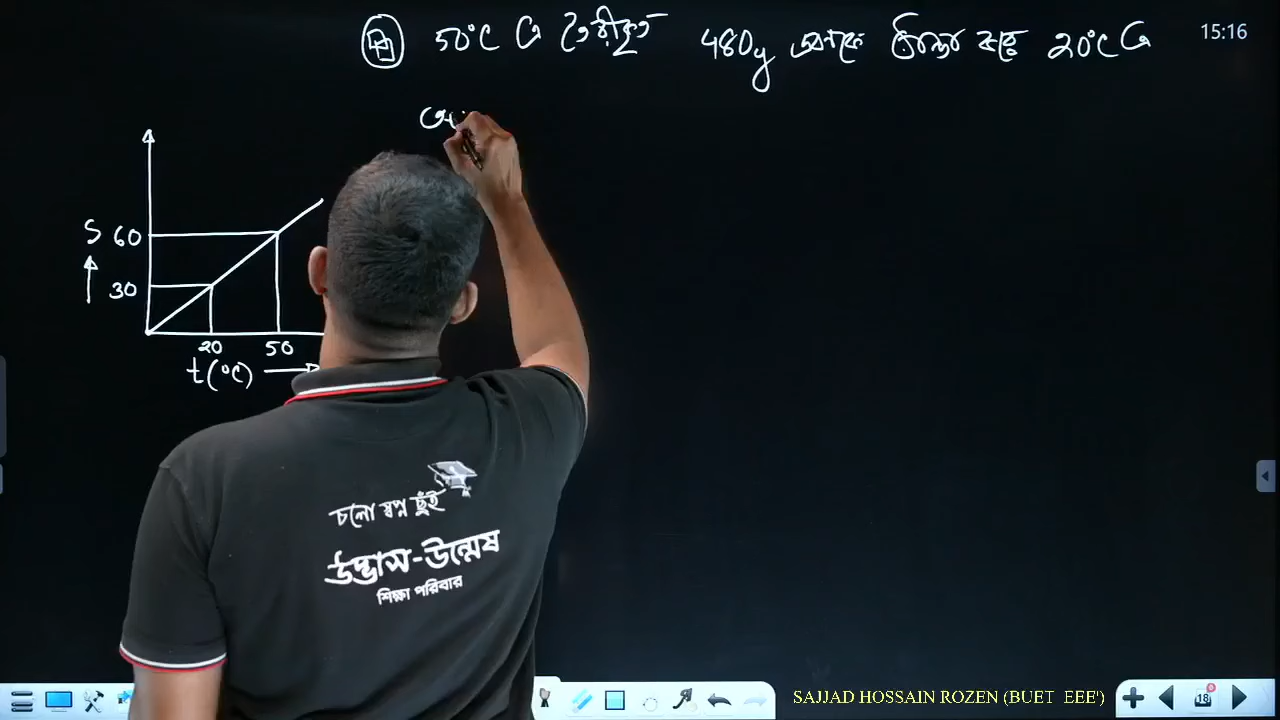 50°C এ তৈরীকৃত 480g দ্রবণকে ঠান্ডা করে 20°C এ
15:16
S 60
30
20 50
t(°C)
চলো স্বপ্ন ছুঁই
উদ্ভাস-উন্মেষ
শিক্ষা পরিবার
SAJJAD HOSSAIN ROZEN (BUET EEE')
18